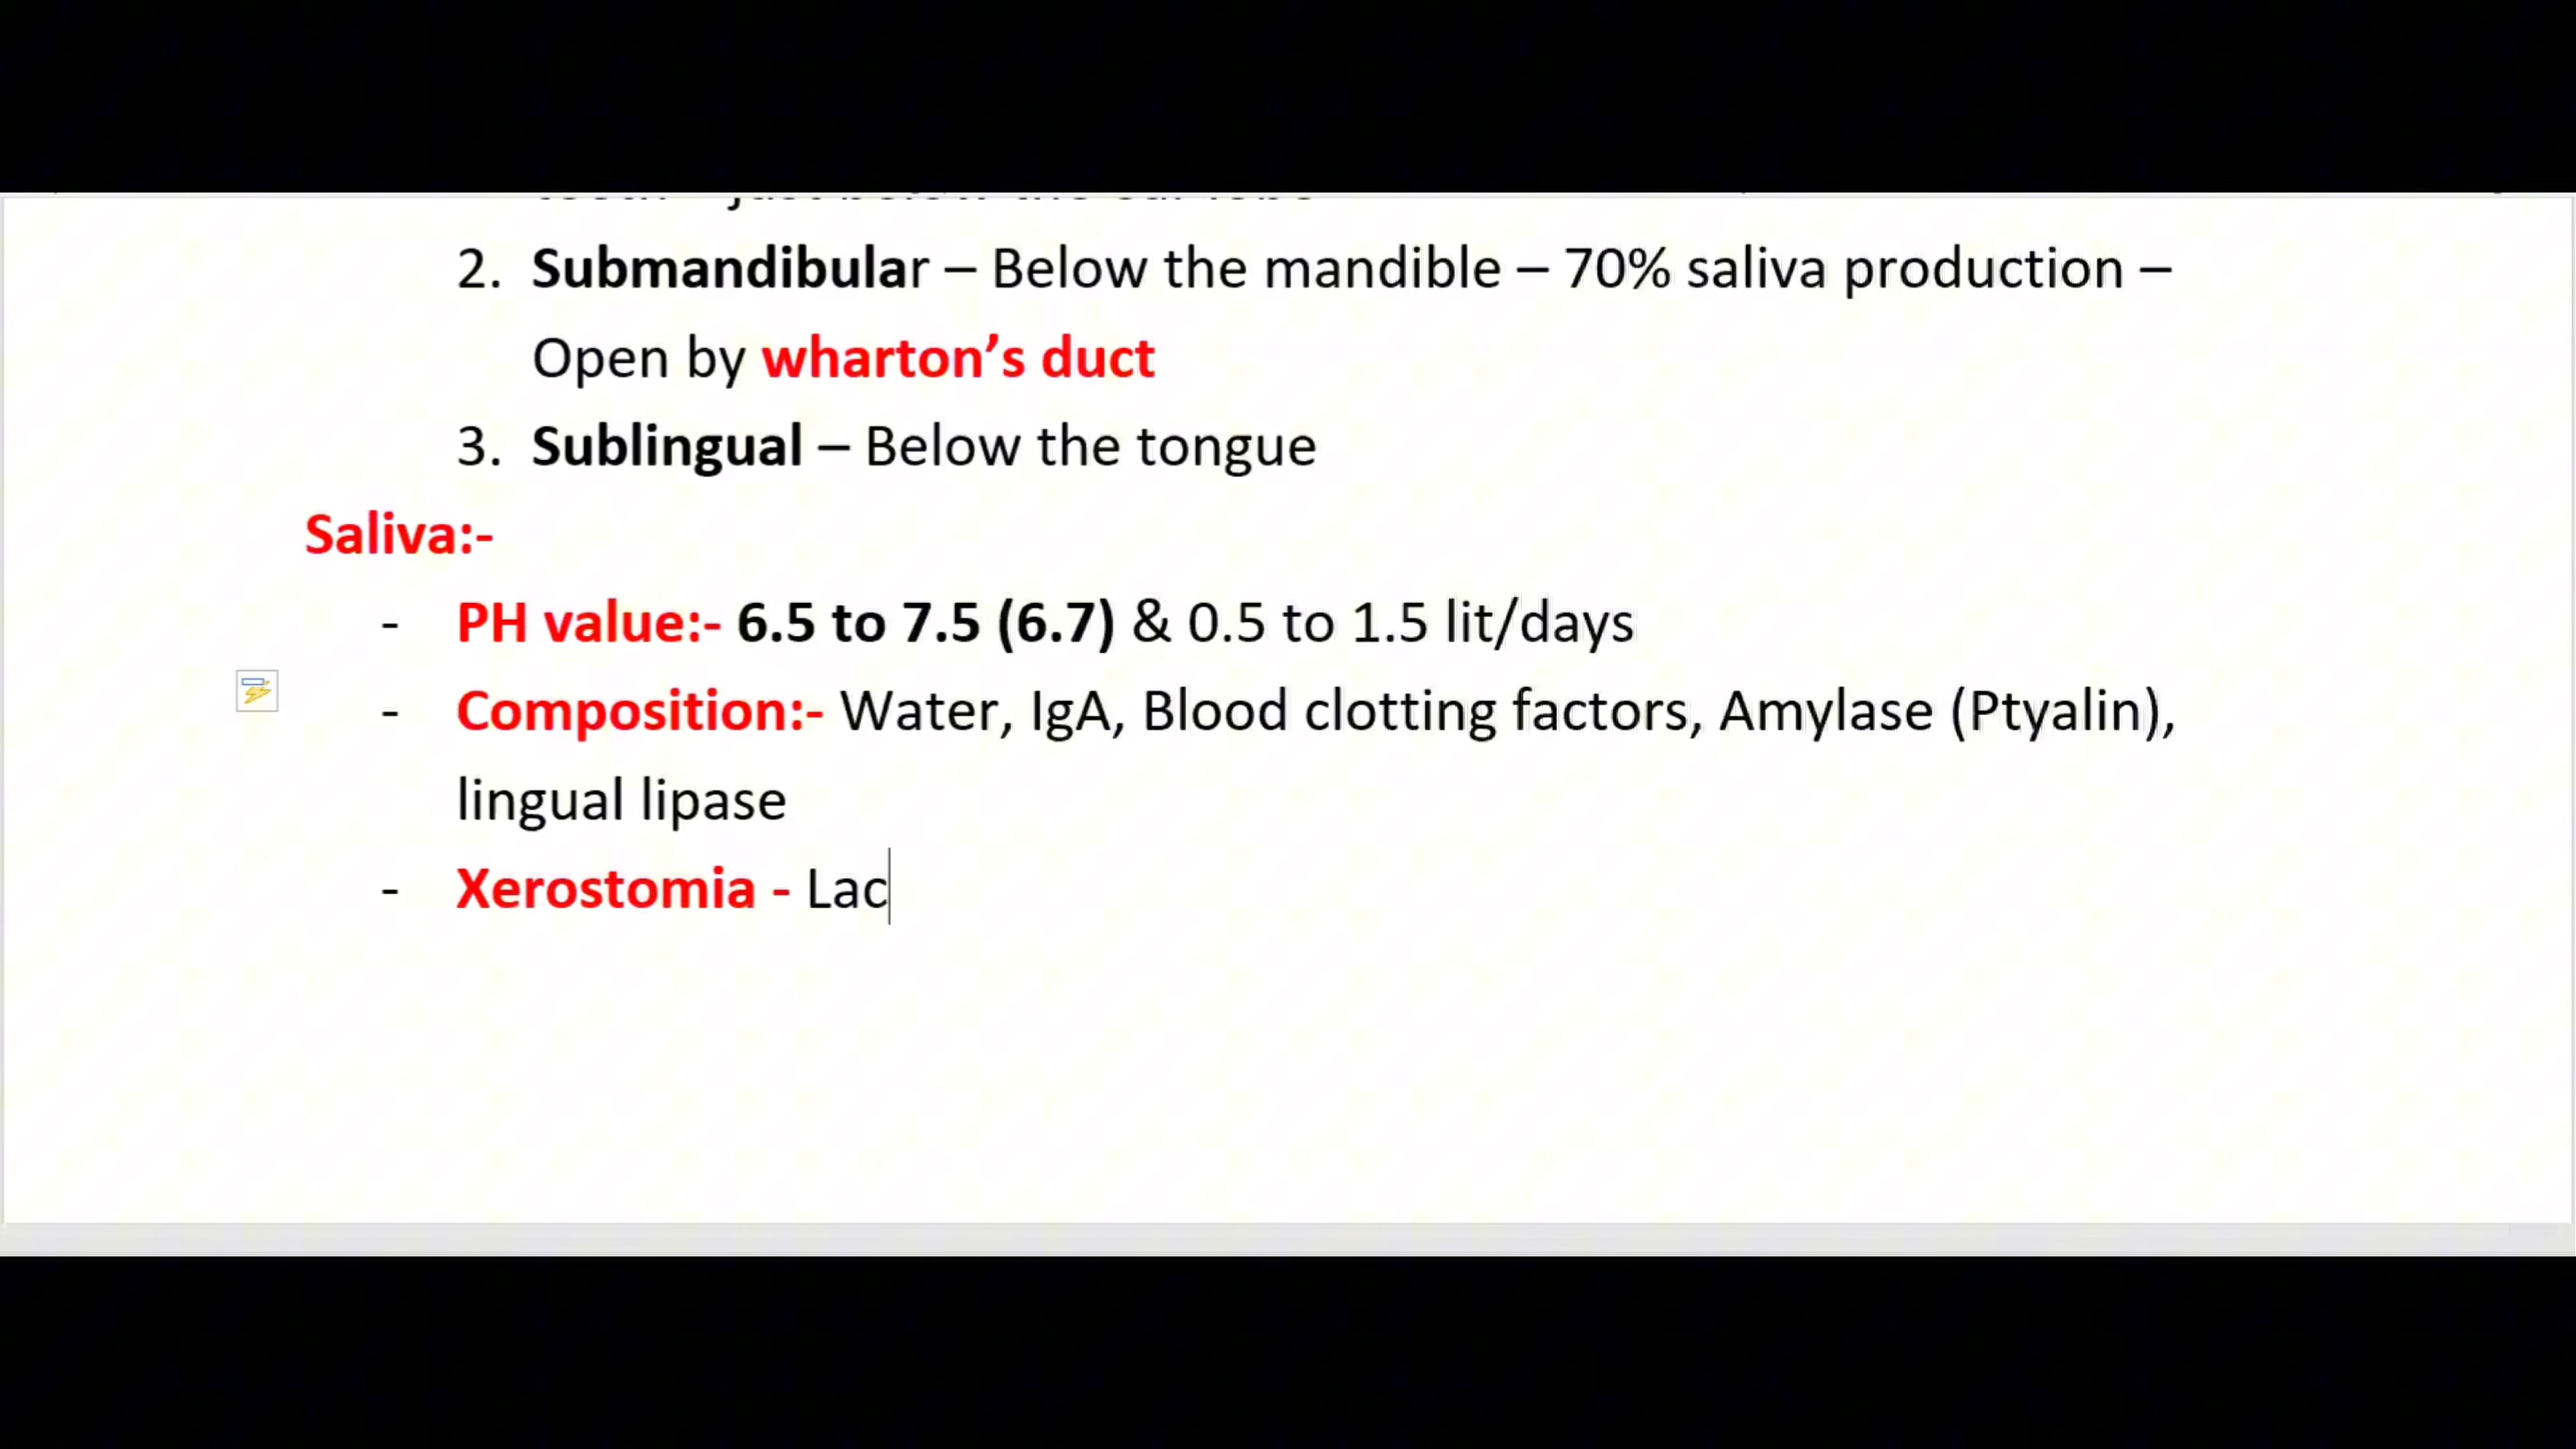 2. Submandibular – Below the mandible – 70% saliva production –
Open by wharton’s duct
3. Sublingual – Below the tongue
Saliva:-
- PH value:- 6.5 to 7.5 (6.7) & 0.5 to 1.5 lit/days
- Composition:- Water, IgA, Blood clotting factors, Amylase (Ptyalin),
lingual lipase
- Xerostomia - Lac